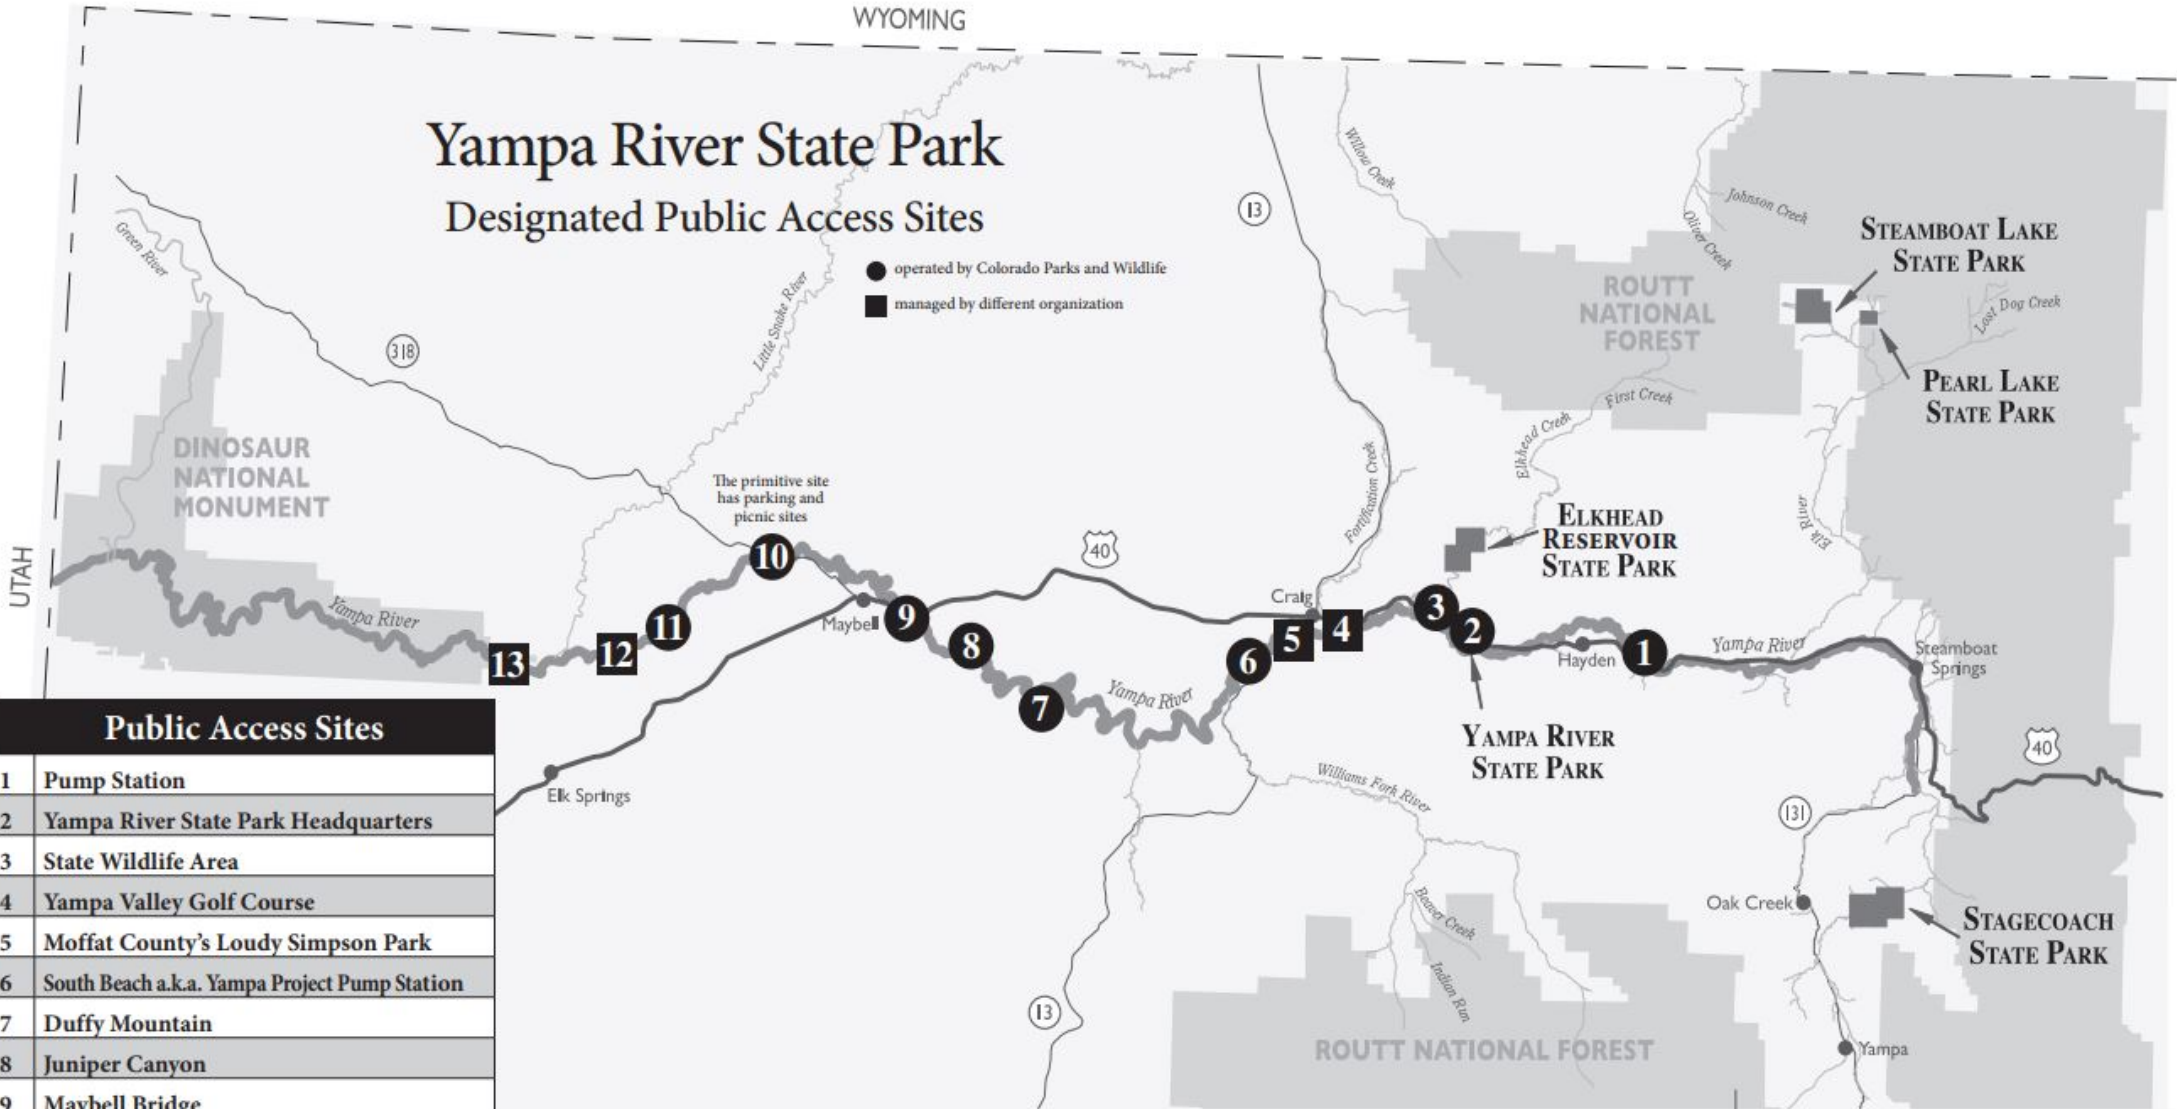 WYOMING
Yampa River State Park
Designated Public Access Sites
operated by Colorado Parks and Wildlife
managed by different organization
13
Willow Creek
Johnson Creek
Oliver Creek
STEAMBOAT LAKE
STATE PARK
Green River
Little Snake River
318
ROUTT
NATIONAL
FOREST
Lost Dog Creek
PEARL LAKE
STATE PARK
First Creek
Elkhead Creek
Fortification Creek
DINOSAUR
NATIONAL
MONUMENT
The primitive site
has parking and
picnic sites
Elk River
ELKHEAD
RESERVOIR
STATE PARK
UTAH
10
40
Craig
Maybell
Yampa River
13
12
11
9
8
7
6
5
4
3
2
1
Yampa River
Hayden
Yampa River
Steamboat
Springs
YAMPA RIVER
STATE PARK
40
Elk Springs
Williams Fork River
131
Oak Creek
Beaver Creek
STAGECOACH
STATE PARK
Indian Run
13
ROUTT NATIONAL FOREST
Yampa
Public Access Sites
1 Pump Station
2 Yampa River State Park Headquarters
3 State Wildlife Area
4 Yampa Valley Golf Course
5 Moffat County's Loudy Simpson Park
6 South Beach a.k.a. Yampa Project Pump Station
7 Duffy Mountain
8 Juniper Canyon
9 Maybell Bridge